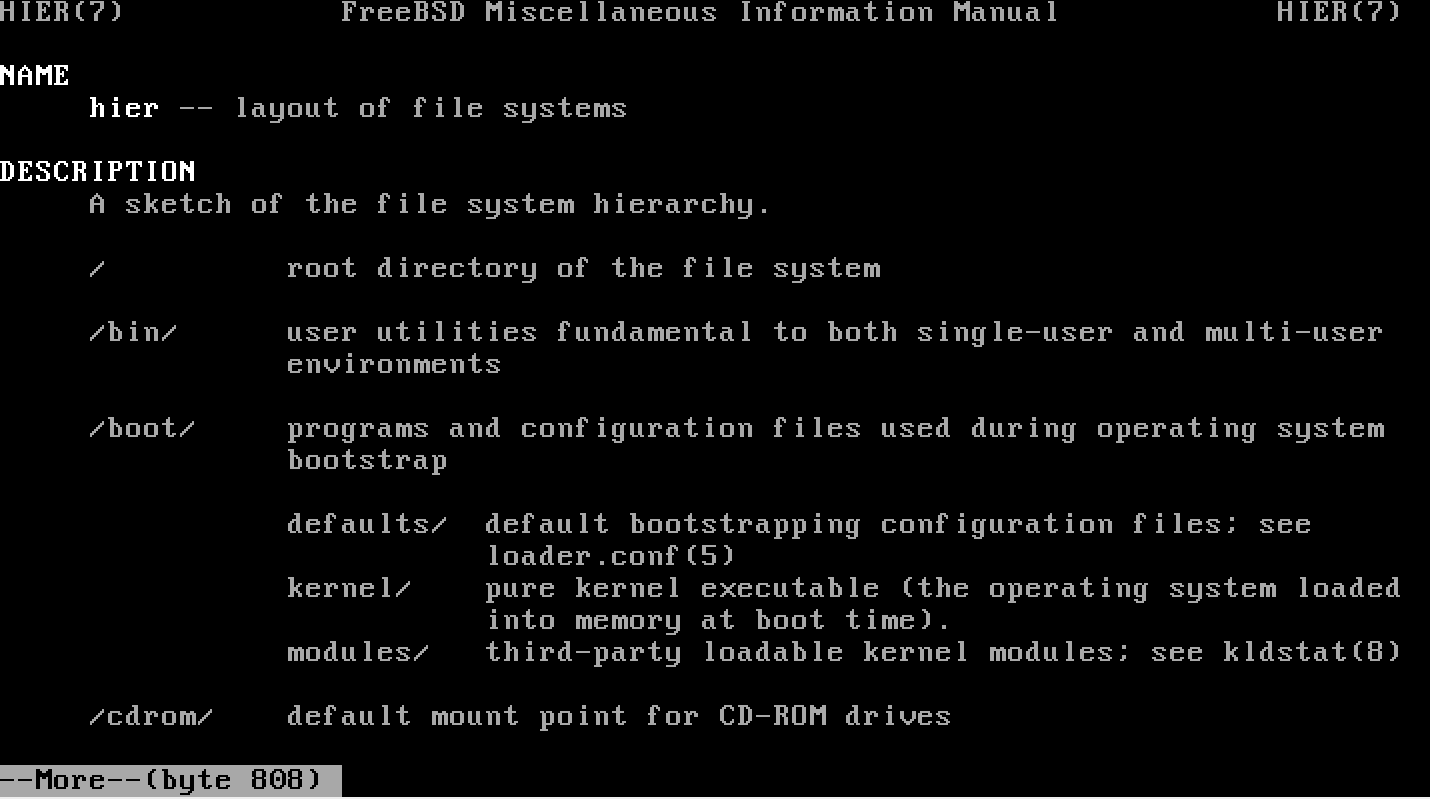 HIER(7)            FreeBSD Miscellaneous Information Manual            HIER(7)
NAME
     hier -- layout of file systems
DESCRIPTION
     A sketch of the file system hierarchy.
     /          root directory of the file system
     /bin/      user utilities fundamental to both single-user and multi-user
                environments
     /boot/     programs and configuration files used during operating system
                bootstrap
                defaults/  default bootstrapping configuration files; see
                           loader.conf(5)
                kernel/    pure kernel executable (the operating system loaded
                           into memory at boot time).
                modules/   third-party loadable kernel modules; see kldstat(8)
     /cdrom/    default mount point for CD-ROM drives
--More--(byte 808)